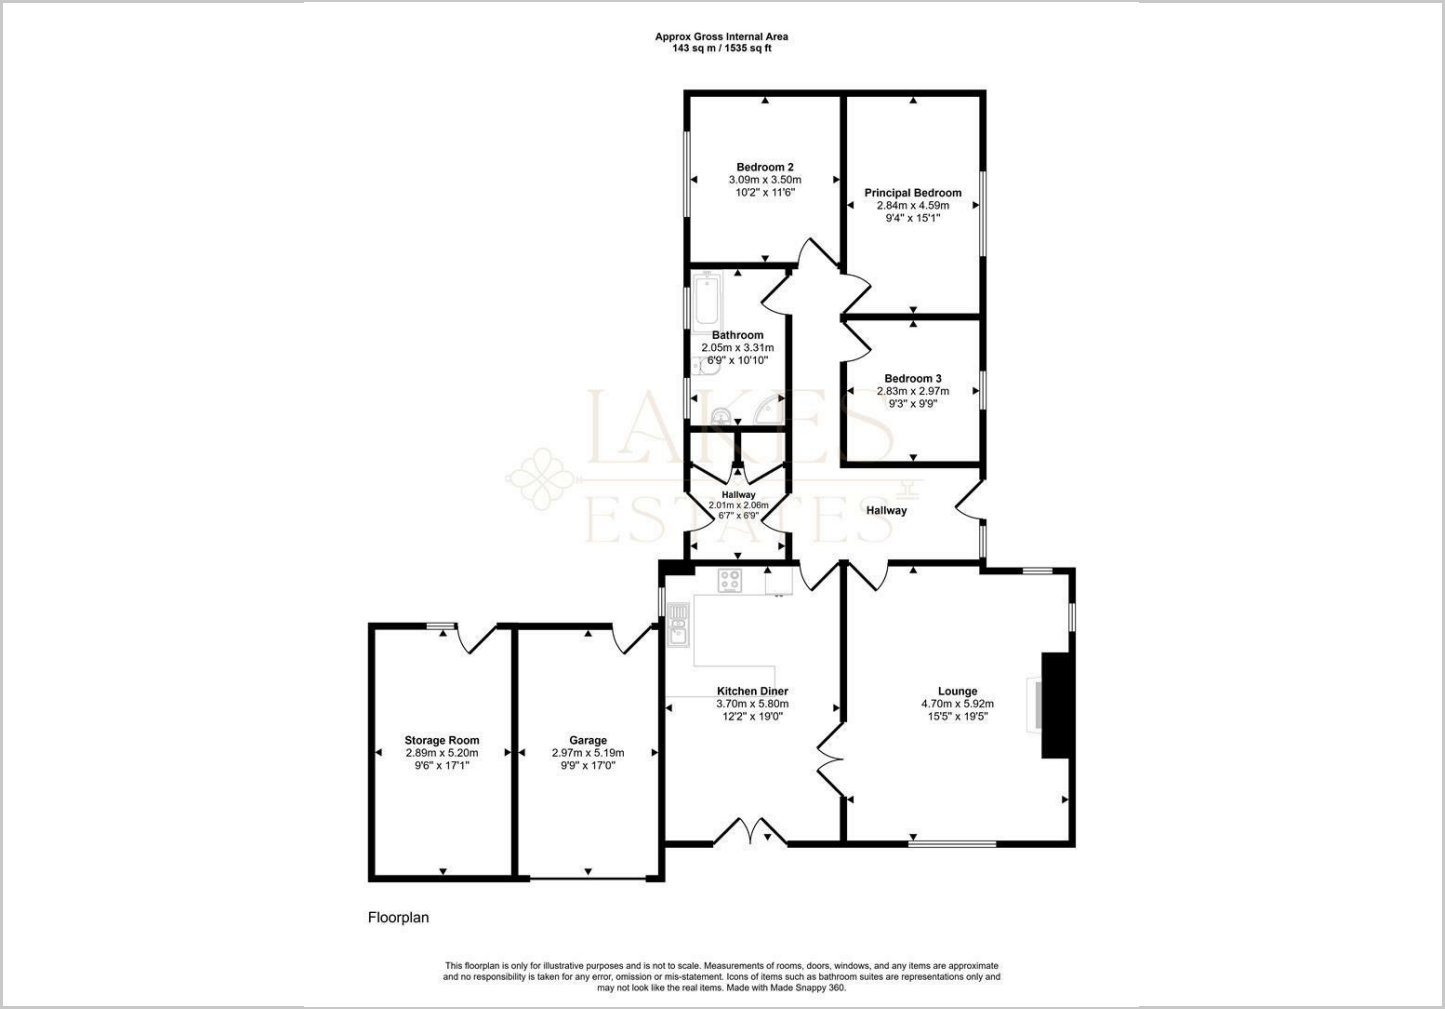 Approx Gross Internal Area
143 sq m / 1535 sq ft
Bedroom 2
3.09m x 3.50m
10'2" x 11'6"
Principal Bedroom
2.84m x 4.59m
9'4" x 15'1"
Bathroom
2.05m x 3.31m
6'9" x 10'10"
Bedroom 3
2.83m x 2.97m
9'3" x 9'9"
LAKES
ESTATES
Hallway
2.01m x 2.06m
6'7" x 6'9"
Hallway
Kitchen Diner
3.70m x 5.80m
12'2" x 19'0"
Lounge
4.70m x 5.92m
15'5" x 19'5"
Storage Room
2.89m x 5.20m
9'6" x 17'1"
Garage
2.97m x 5.19m
9'9" x 17'0"
Floorplan
This floorplan is only for illustrative purposes and is not to scale. Measurements of rooms, doors, windows, and any items are approximate
and no responsibility is taken for any error, omission or mis-statement. Icons of items such as bathroom suites are representations only and
may not look like the real items. Made with Made Snappy 360.